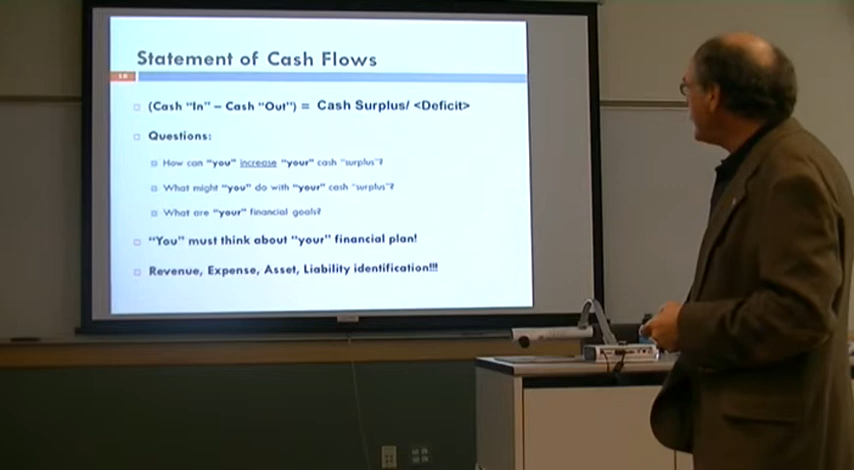 Statement of Cash Flows
18
(Cash "In" – Cash "Out") = Cash Surplus/ <Deficit>
Questions:
How can "you" increase "your" cash "surplus"?
What might "you" do with "your" cash "surplus"?
What are "your" financial goals?
"You" must think about "your" financial plan!
Revenue, Expense, Asset, Liability identification!!!